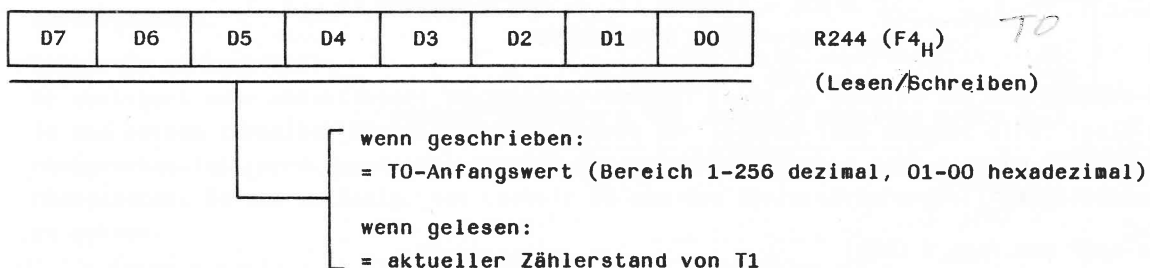 D7 D6 D5 D4 D3 D2 D1 D0 R244 (F4H) T0
(Lesen/Schreiben)
wenn geschrieben:
= T0-Anfangswert (Bereich 1-256 dezimal, 01-00 hexadezimal)
wenn gelesen:
= aktueller Zählerstand von T1